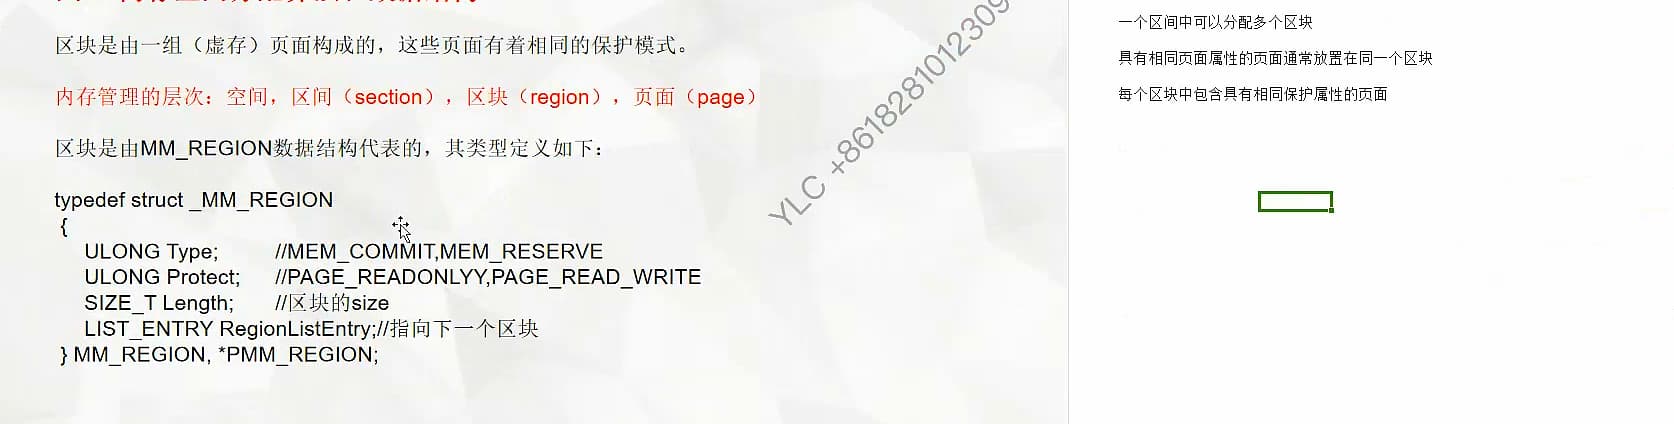 区块是由一组（虚存）页面构成的，这些页面有着相同的保护模式。
内存管理的层次：空间，区间（section），区块（region），页面（page）
区块是由MM_REGION数据结构代表的，其类型定义如下：
typedef struct _MM_REGION
{
ULONG Type; //MEM_COMMIT,MEM_RESERVE
ULONG Protect; //PAGE_READONLYY,PAGE_READ_WRITE
SIZE_T Length; //区块的size
LIST_ENTRY RegionListEntry;//指向下一个区块
} MM_REGION, *PMM_REGION;
YLC +8618281012309
一个区间中可以分配多个区块
具有相同页面属性的页面通常放置在同一个区块
每个区块中包含具有相同保护属性的页面